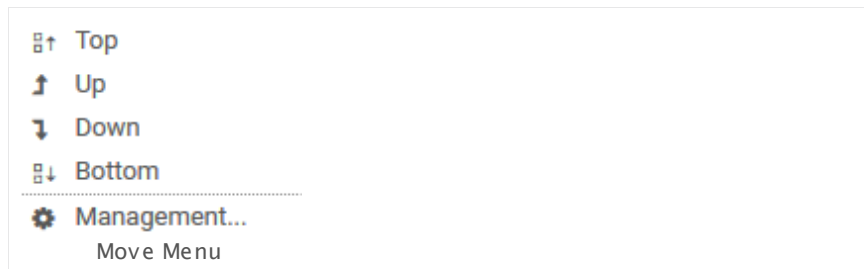 Top
Up
Down
Bottom
Management...
Move Menu